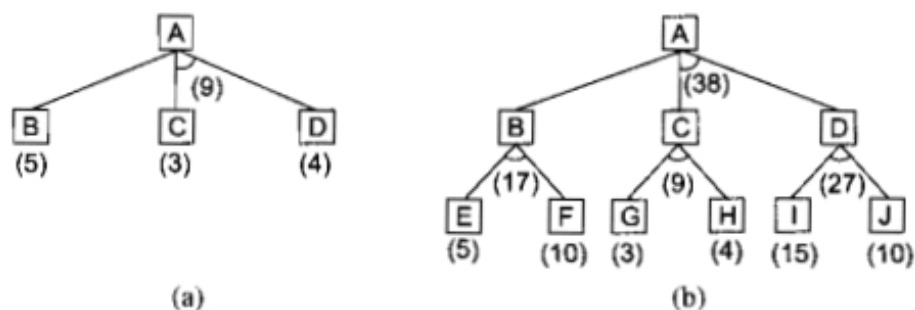 A
(9)
B C D
(5) (3) (4)
(a)
A
(38)
B C D
(17) (9) (27)
E F G H I J
(5) (10) (3) (4) (15) (10)
(b)